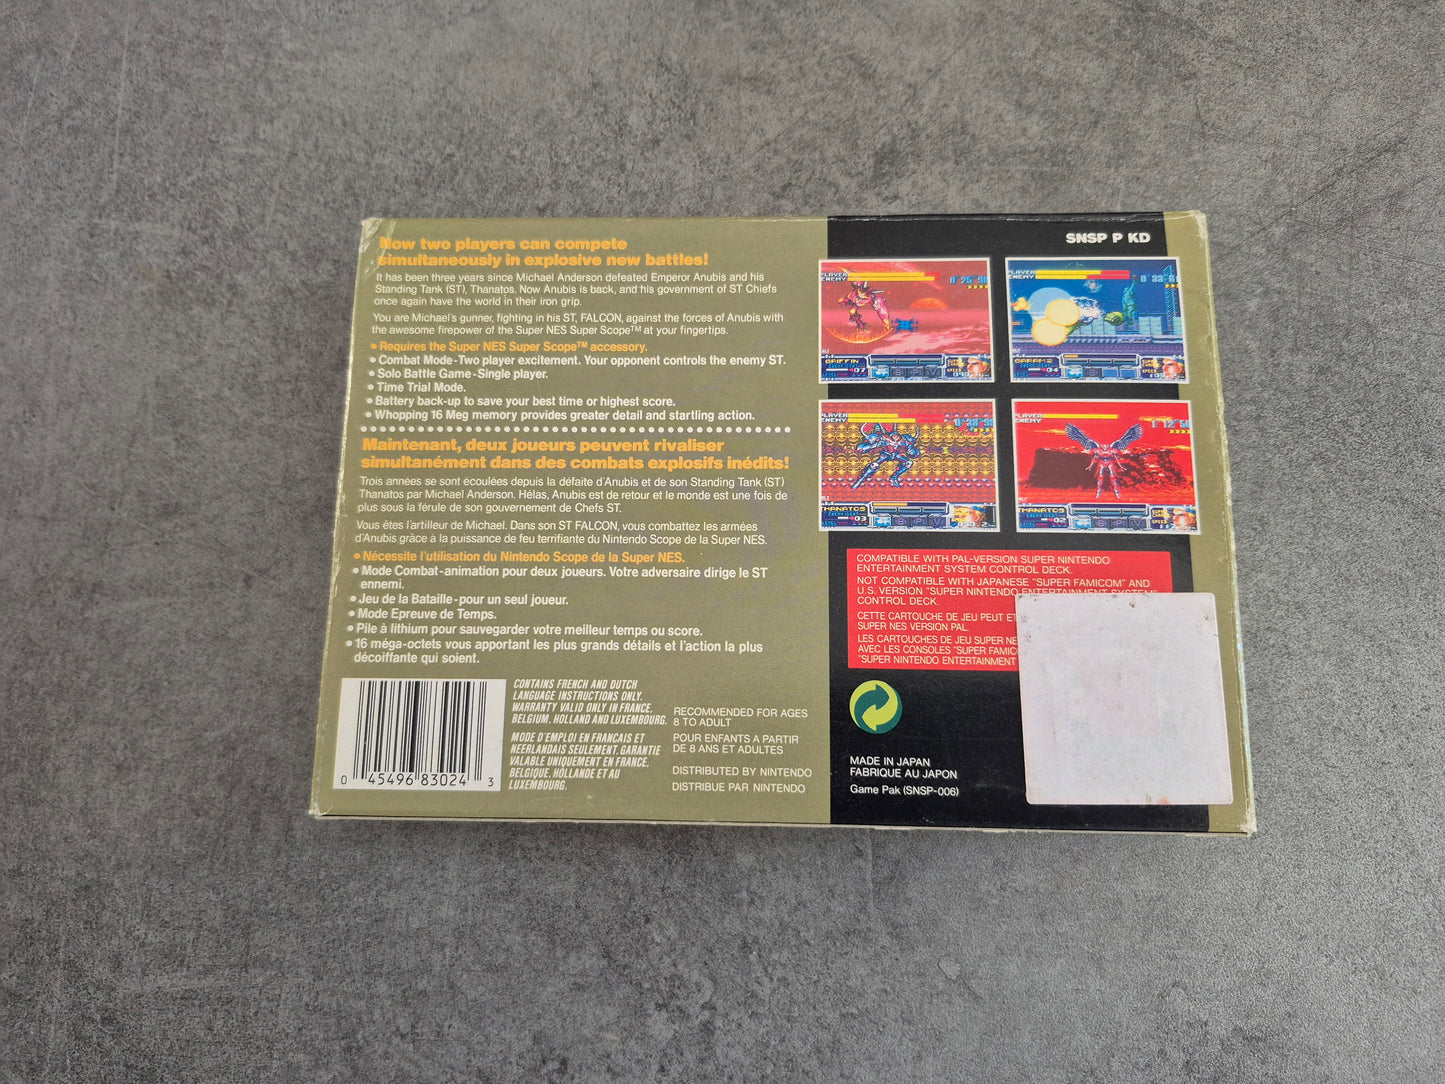 Now two players can compete
simultaneously in explosive new battles!
It has been three years since Michael Anderson defeated Emperor Anubis and his
Standing Tank (ST), Thanatos. Now Anubis is back, and his government of ST Chiefs
once again have the world in their iron grip.
You are Michael's gunner, fighting in his ST, FALCON, against the forces of Anubis with
the awesome firepower of the Super NES Super Scope™ at your fingertips.
• Requires the Super NES Super Scope™ accessory.
• Combat Mode-Two player excitement. Your opponent controls the enemy ST.
• Solo Battle Game-Single player.
• Time Trial Mode.
• Battery back-up to save your best time or highest score.
• Whopping 16 Meg memory provides greater detail and startling action.
Maintenant, deux joueurs peuvent rivaliser
simultanément dans des combats explosifs inédits!
Trois années se sont écoulées depuis la défaite d'Anubis et de son Standing Tank (ST)
Thanatos par Michael Anderson. Hélas, Anubis est de retour et le monde est une fois de
plus sous la férule de son gouvernement de Chefs ST.
Vous êtes l'artilleur de Michael. Dans son ST FALCON, vous combattez les armées
d'Anubis grâce à la puissance de feu terrifiante du Nintendo Scope de la Super NES.
• Nécessite l'utilisation du Nintendo Scope de la Super NES.
• Mode Combat-animation pour deux joueurs. Votre adversaire dirige le ST
ennemi.
• Jeu de la Bataille-pour un seul joueur.
• Mode Epreuve de Temps.
• Pile à lithium pour sauvegarder votre meilleur temps ou score.
• 16 méga-octets vous apportant les plus grands détails et l'action la plus
décoiffante qui soient.
0 45496 83024 3
CONTAINS FRENCH AND DUTCH
LANGUAGE INSTRUCTIONS ONLY.
WARRANTY VALID ONLY IN FRANCE,
BELGIUM, HOLLAND AND LUXEMBOURG.
MODE D'EMPLOI EN FRANCAIS ET
NEERLANDAIS SEULEMENT. GARANTIE
VALABLE UNIQUEMENT EN FRANCE,
BELGIQUE, HOLLANDE ET AU
LUXEMBOURG.
RECOMMENDED FOR AGES
8 TO ADULT
POUR ENFANTS A PARTIR
DE 8 ANS ET ADULTES
DISTRIBUTED BY NINTENDO
DISTRIBUE PAR NINTENDO
SNSP P KD
PLAYER
ENEMY
GRIFFIN
07
PLAYER
ENEMY
GARAM
04
PLAYER
ENEMY
THANATOS
03
PLAYER
ENEMY
THANATOS
02
COMPATIBLE WITH PAL-VERSION SUPER NINTENDO
ENTERTAINMENT SYSTEM CONTROL DECK.
NOT COMPATIBLE WITH JAPANESE "SUPER FAMICOM" AND
U.S. VERSION "SUPER NINTENDO ENTERTAINMENT SYSTEM"
CONTROL DECK.
CETTE CARTOUCHE DE JEU PEUT ET
SUPER NES VERSION PAL.
LES CARTOUCHES DE JEU SUPER NE
AVEC LES CONSOLES "SUPER FAMIC
"SUPER NINTENDO ENTERTAINMENT
MADE IN JAPAN
FABRIQUE AU JAPON
Game Pak (SNSP-006)